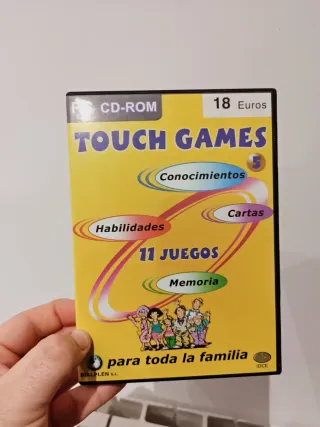 PC CD-ROM
18 Euros
TOUCH GAMES
5
Conocimientos
Cartas
Habilidades
11 JUEGOS
Memoria
para toda la familia